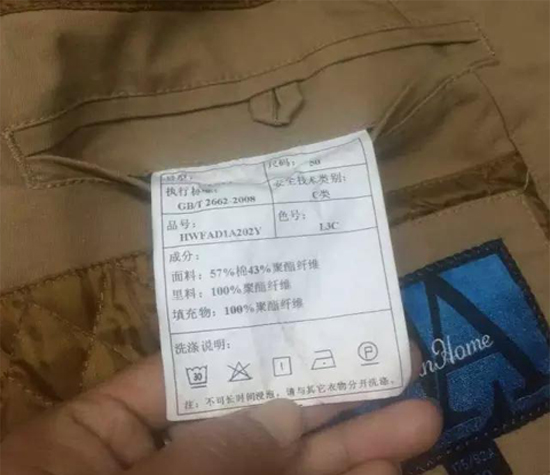 尺码: 50
执行标准:
安全技术类别:
GB/T 2662-2008
C类
品号:
色号:
HWFAD1A202Y
L3C
成分:
面料: 57%棉43%聚酯纤维
里料: 100%聚酯纤维
填充物: 100%聚酯纤维
洗涤说明:
30
P
注: 不可长时间浸泡, 请与其它衣物分开洗涤.
Home